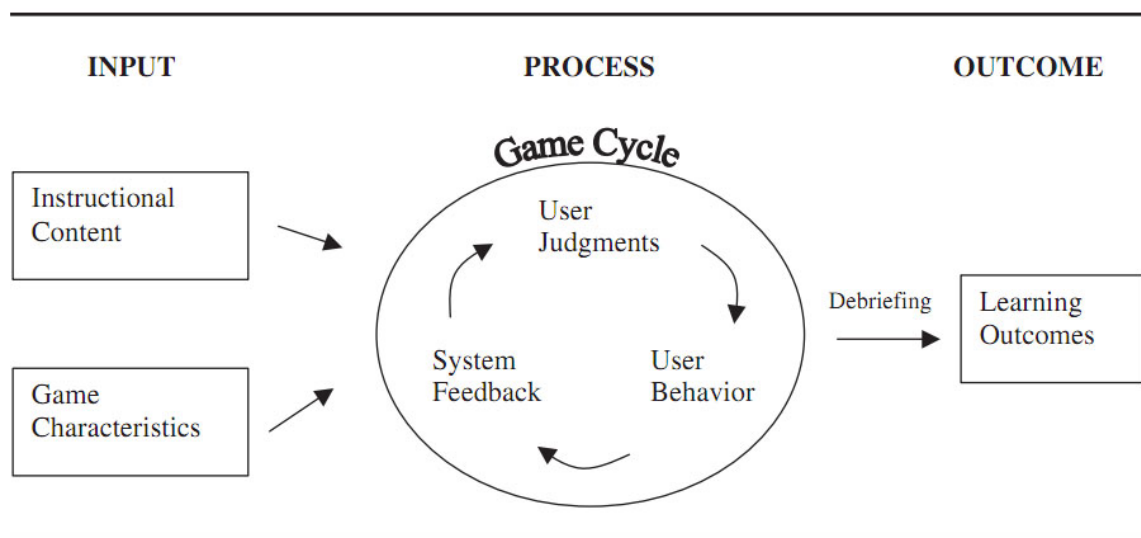 INPUT
PROCESS
OUTCOME
Game Cycle
Instructional
Content
Game
Characteristics
User
Judgments
User
Behavior
System
Feedback
Debriefing
Learning
Outcomes